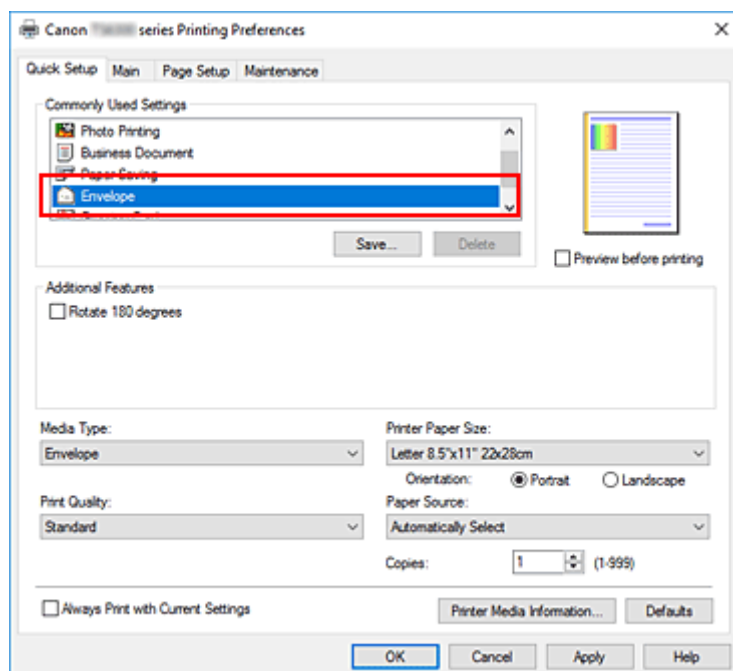 Canon series Printing Preferences
Quick Setup Main Page Setup Maintenance
Commonly Used Settings
Photo Printing
Business Document
Paper Saving
Envelope
Save... Delete
Preview before printing
Additional Features
Rotate 180 degrees
Media Type: Printer Paper Size:
Envelope Letter 8.5"x11" 22x28cm
Orientation: Portrait Landscape
Print Quality: Paper Source:
Standard Automatically Select
Copies: 1 (1-999)
Always Print with Current Settings Printer Media Information... Defaults
OK Cancel Apply Help